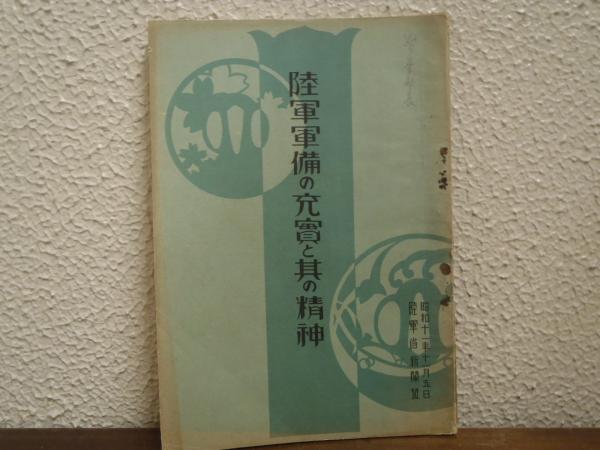 陸軍軍備の充實と其の精神
昭和十一年十一月五日
陸軍省新聞班